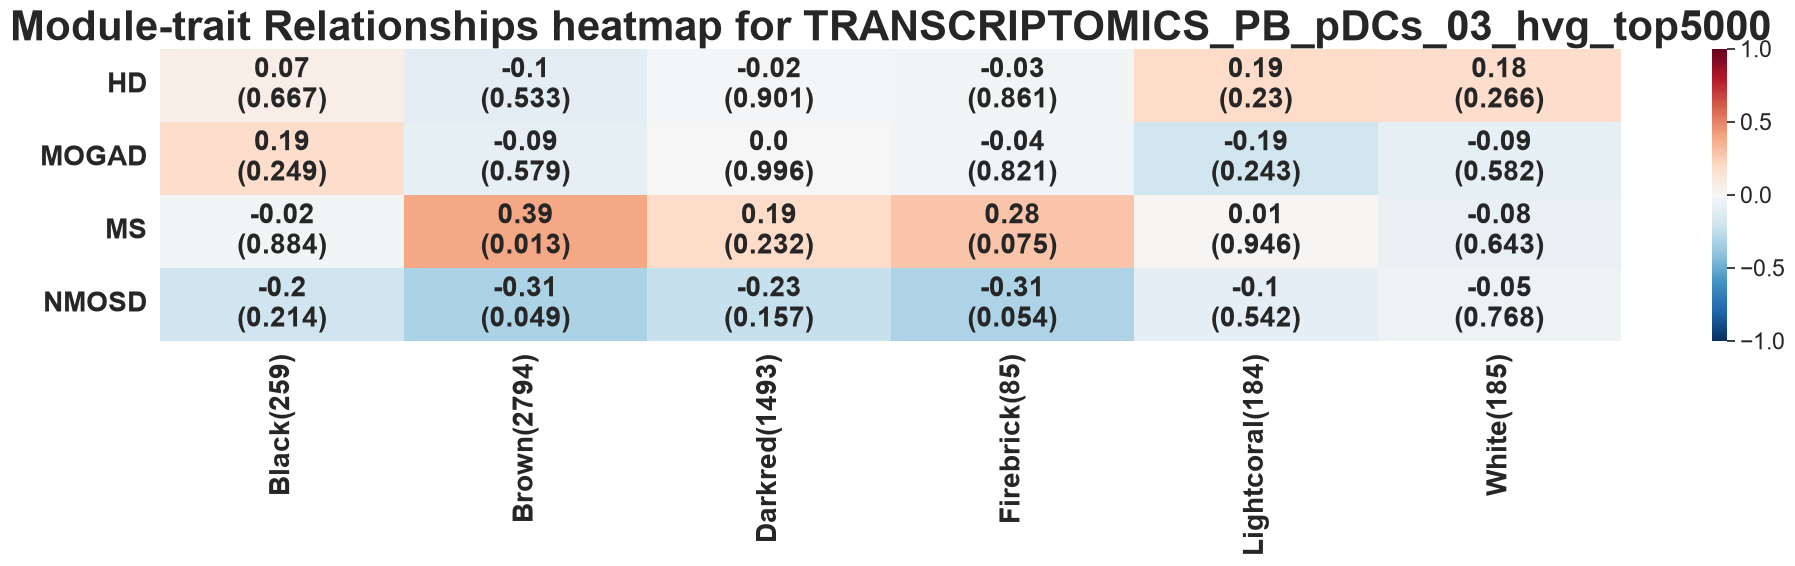 Module-trait Relationships heatmap for TRANSCRIPTOMICS_PB_pDCs_03_hvg_top5000
HD 0.07 -0.1 -0.02 -0.03 0.19 0.18
(0.667) (0.533) (0.901) (0.861) (0.23) (0.266)
MOGAD 0.19 -0.09 0.0 -0.04 -0.19 -0.09
(0.249) (0.579) (0.996) (0.821) (0.243) (0.582)
MS -0.02 0.39 0.19 0.28 0.01 -0.08
(0.884) (0.013) (0.232) (0.075) (0.946) (0.643)
NMOSD -0.2 -0.31 -0.23 -0.31 -0.1 -0.05
(0.214) (0.049) (0.157) (0.054) (0.542) (0.768)
Black(259)
Brown(2794)
Darkred(1493)
Firebrick(85)
Lightcoral(184)
White(185)
1.0
0.5
0.0
−0.5
−1.0